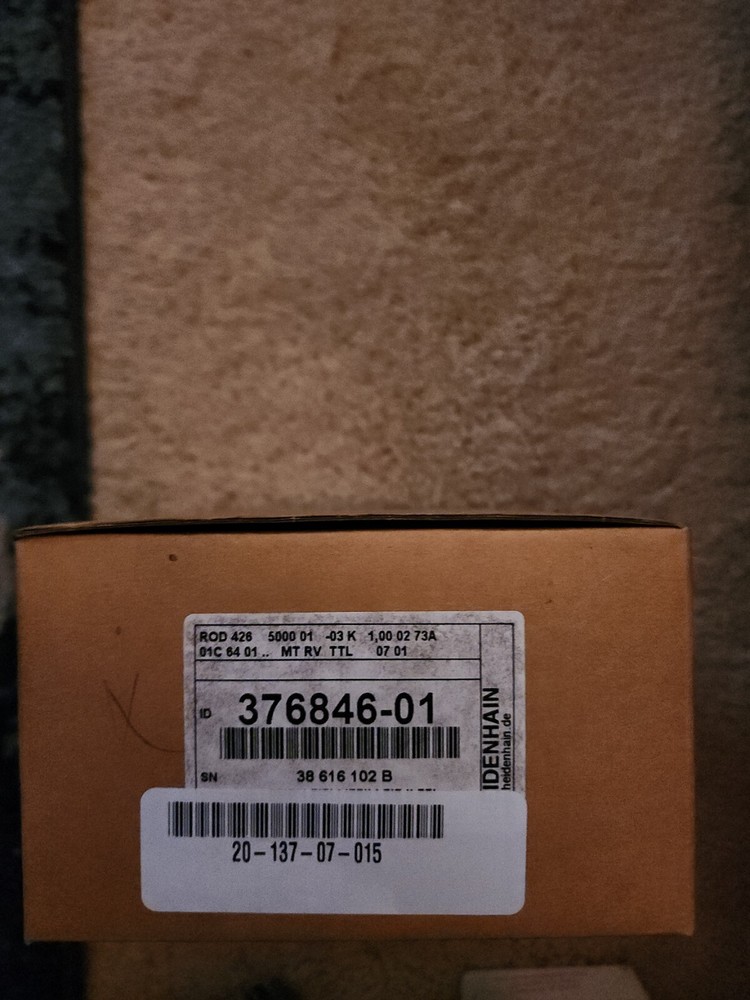 ROD 426 5000 01 -03 K 1,00 02 73A
01C 64 01 .. MT RV TTL 07 01
ID 376846-01
SN 38 616 102 B
IDENHAIN
heidenhain.de
20-137-07-015